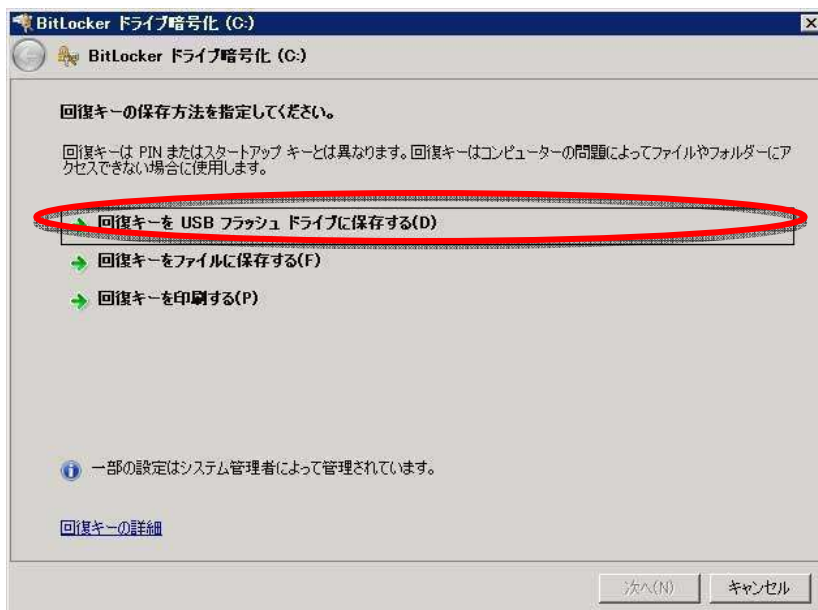 BitLocker ドライブ暗号化 (C:)
BitLocker ドライブ暗号化 (C:)
回復キーの保存方法を指定してください。
回復キーは PIN またはスタートアップ キーとは異なります。回復キーはコンピューターの問題によってファイルやフォルダーにア
クセスできない場合に使用します。
回復キーを USB フラッシュ ドライブに保存する(D)
回復キーをファイルに保存する(F)
回復キーを印刷する(P)
一部の設定はシステム管理者によって管理されています。
回復キーの詳細
次へ(N)
キャンセル